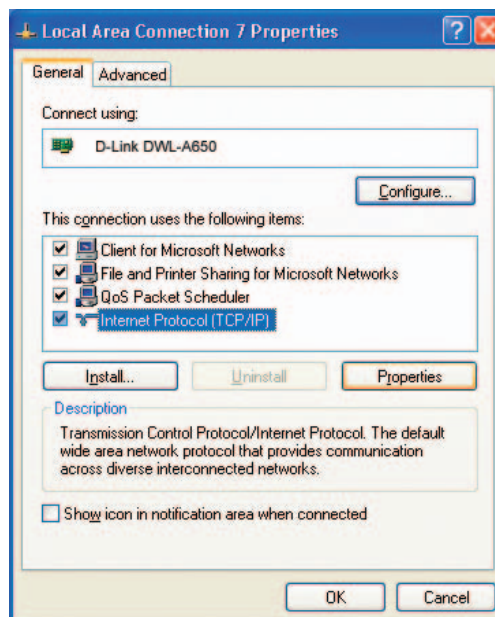 Local Area Connection 7 Properties
General
Advanced
Connect using:
D-Link DWL-A650
Configure...
This connection uses the following items:
Client for Microsoft Networks
File and Printer Sharing for Microsoft Networks
QoS Packet Scheduler
Internet Protocol (TCP/IP)
Install...
Uninstall
Properties
Description
Transmission Control Protocol/Internet Protocol. The default
wide area network protocol that provides communication
across diverse interconnected networks.
Show icon in notification area when connected
OK
Cancel